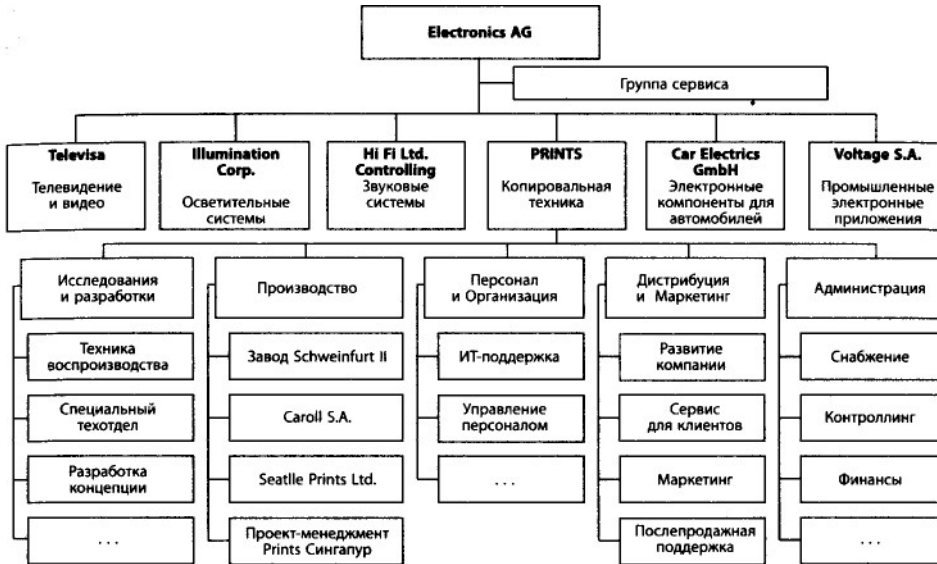 Electronics AG
Группа сервиса
Televisa
Телевидение
и видео
Illumination
Corp.
Осветительные
системы
Hi Fi Ltd.
Controlling
Звуковые
системы
PRINTS
Копировальная
техника
Car Electrics
GmbH
Электронные
компоненты для
автомобилей
Voltage S.A.
Промышленные
электронные
приложения
Исследования
и разработки
Техника
воспроизводства
Специальный
техотдел
Разработка
концепции
. . .
Производство
Завод Schweinfurt II
Caroll S.A.
Seatlle Prints Ltd.
Проект-менеджмент
Prints Сингапур
Персонал
и Организация
ИТ-поддержка
Управление
персоналом
. . .
Дистрибуция
и Маркетинг
Развитие
компании
Сервис
для клиентов
Маркетинг
Послепродажная
поддержка
Администрация
Снабжение
Контроллинг
Финансы
. . .